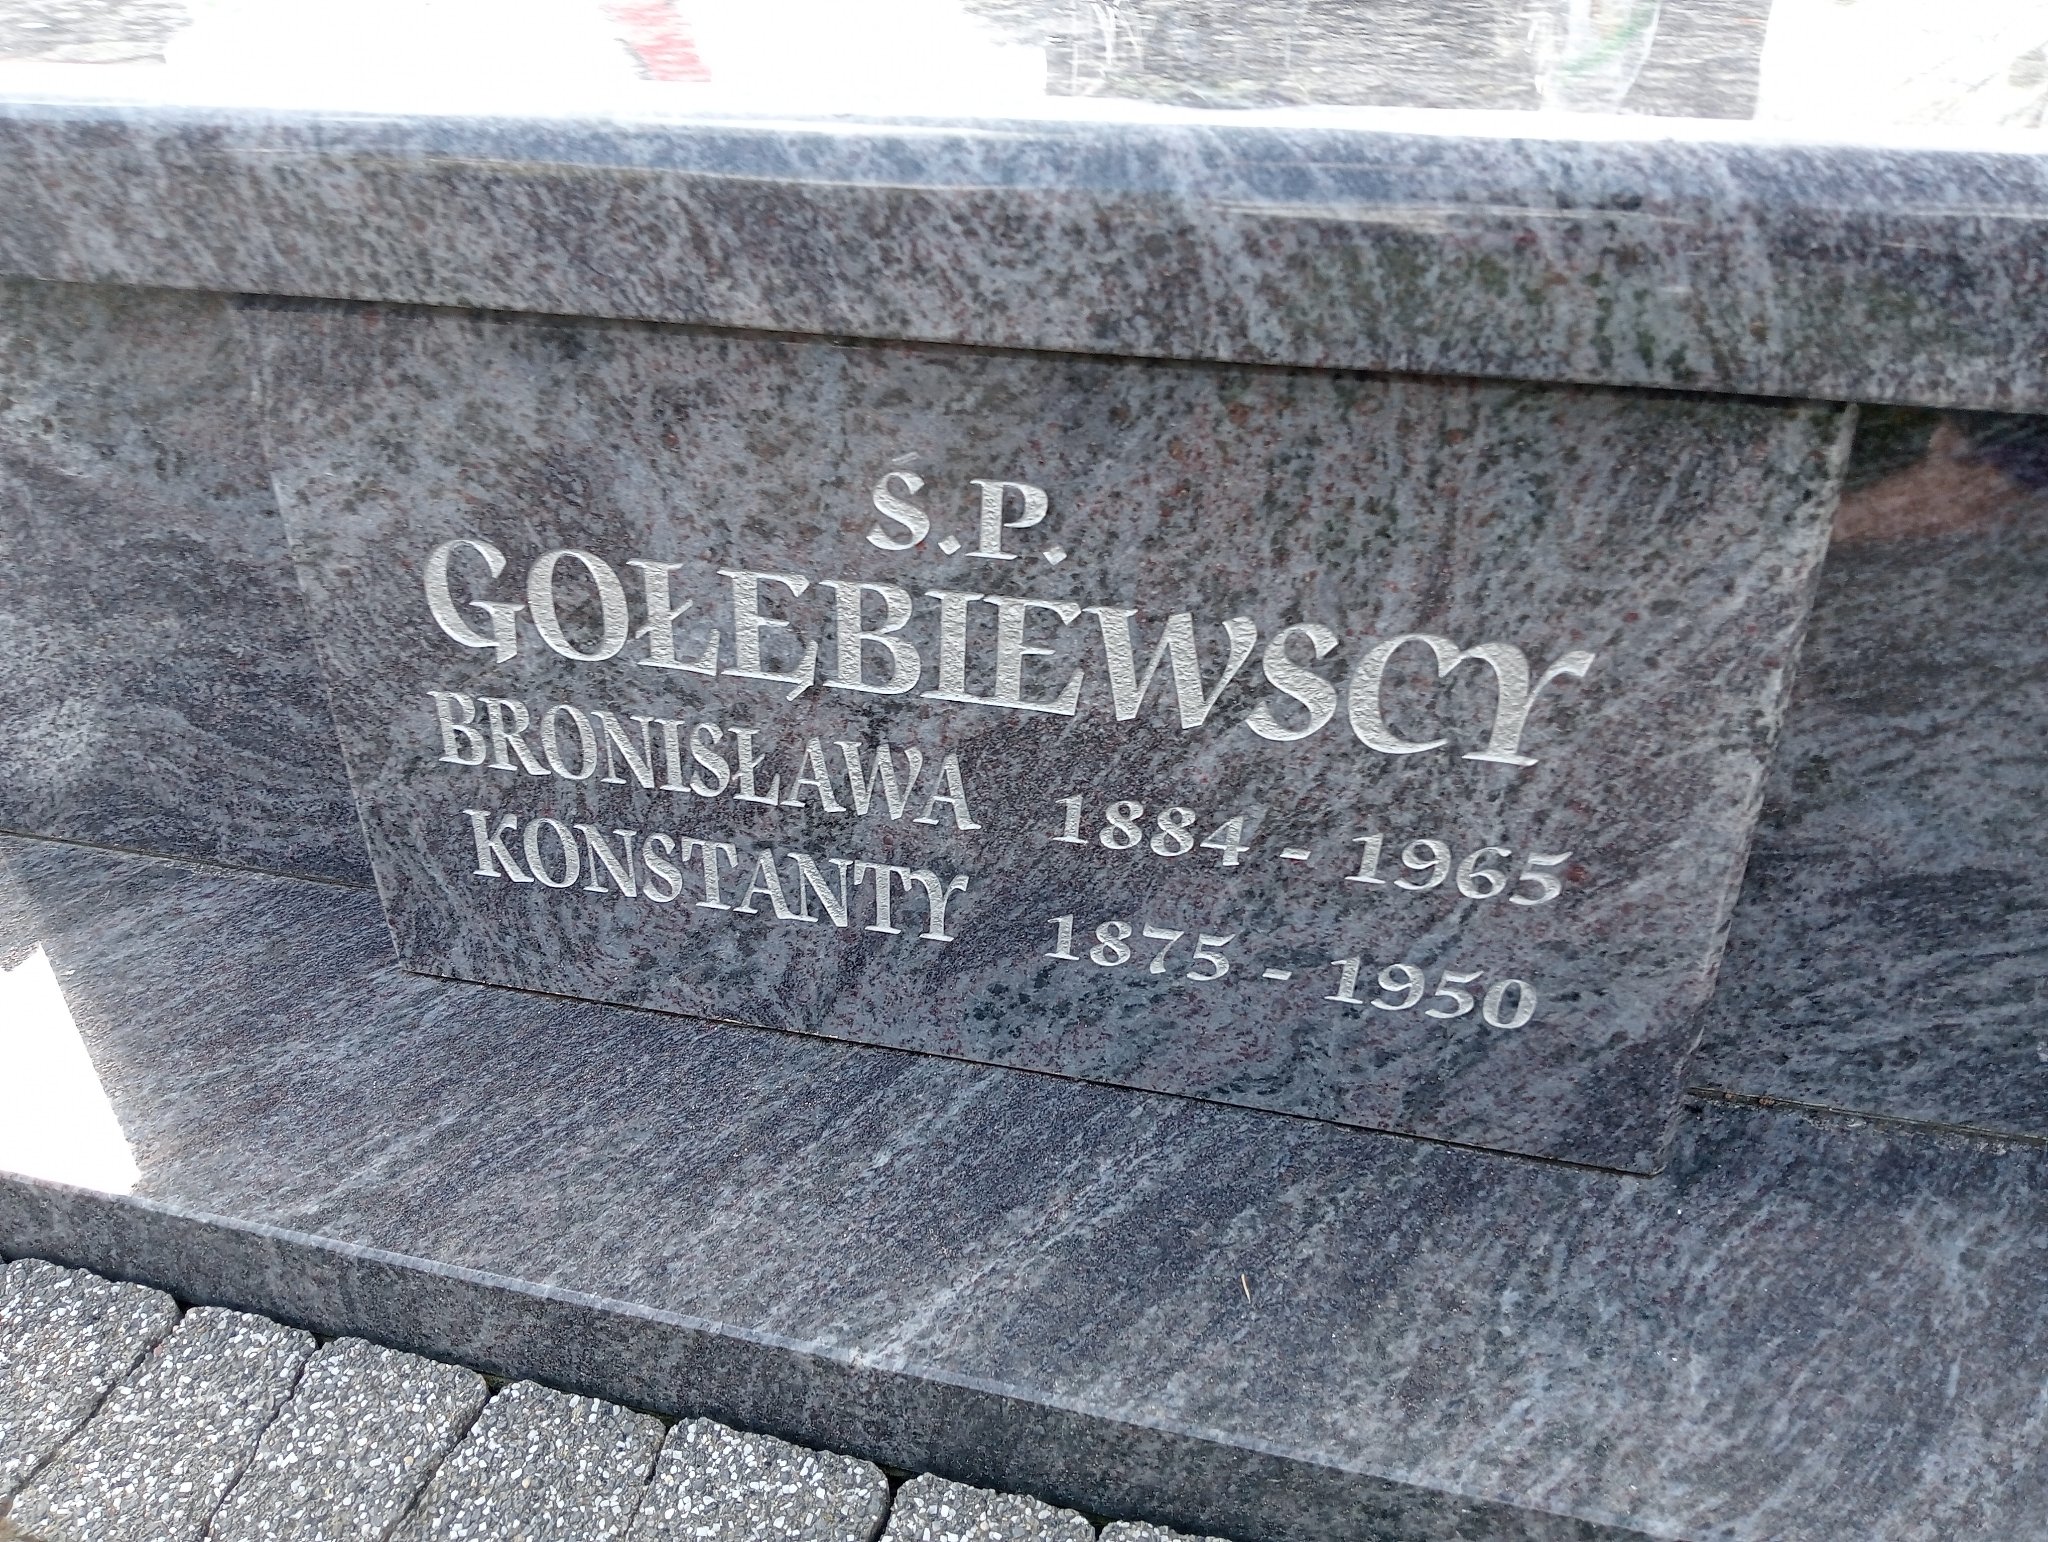 Ś.P.
GOŁĘBIEWSCY
BRONISŁAWA 1884 - 1965
KONSTANTY 1875 - 1950